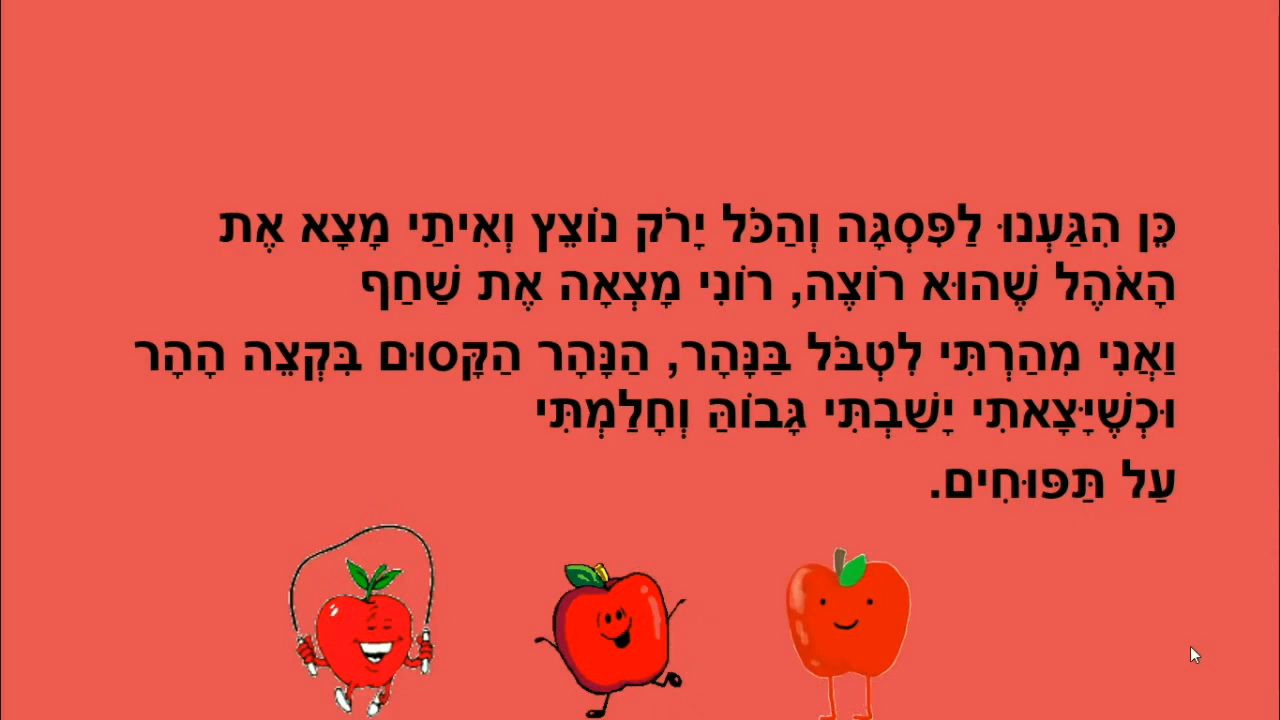 כֵּן הִגַּעְנוּ לַפִּסְגָּה וְהַכֹּל יָרֹק נוֹצֵץ וְאִיתַי מָצָא אֶת
הָאֹהֶל שֶׁהוּא רוֹצֶה, רוֹנִי מָצְאָה אֶת שַׁחַף
וַאֲנִי מִהַרְתִּי לִטְבֹּל בַּנָּהָר, הַנָּהָר הַקָּסוּם בִּקְצֵה הָהָר
וּכְשֶׁיָּצָאתִי יָשַׁבְתִּי גָּבוֹהַּ וְחָלַמְתִּי
עַל תַּפּוּחִים.